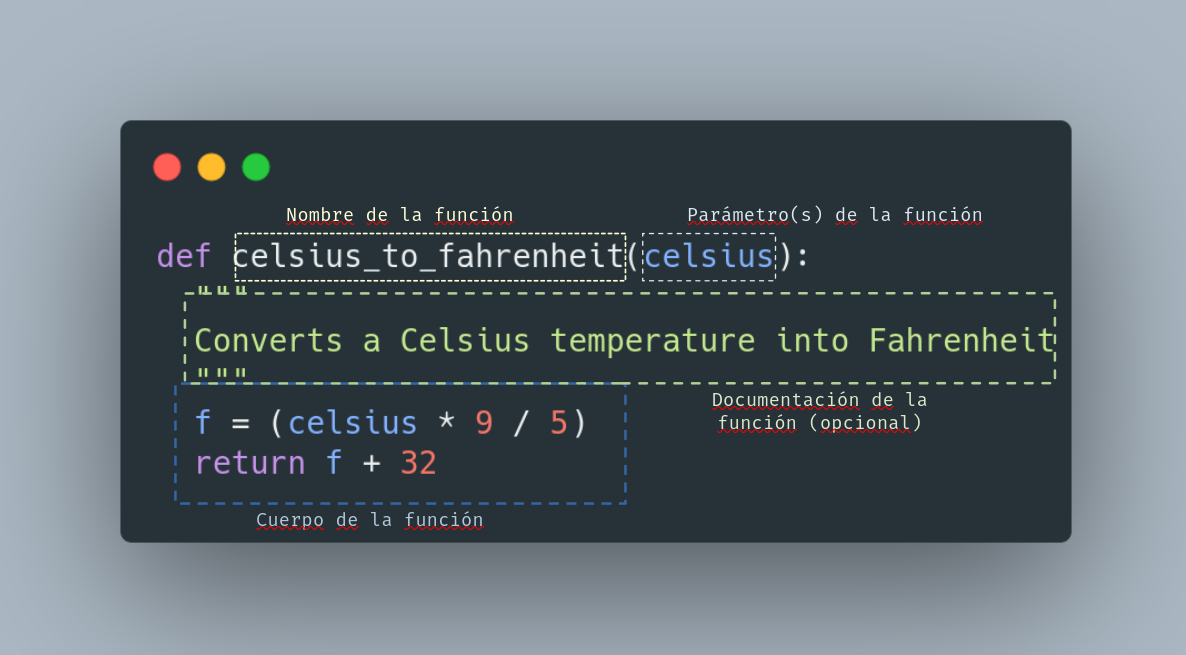 Nombre de la función Parámetro(s) de la función
def celsius_to_fahrenheit(celsius):
"""
Converts a Celsius temperature into Fahrenheit
"""
Documentación de la
función (opcional)
f = (celsius * 9 / 5)
return f + 32
Cuerpo de la función